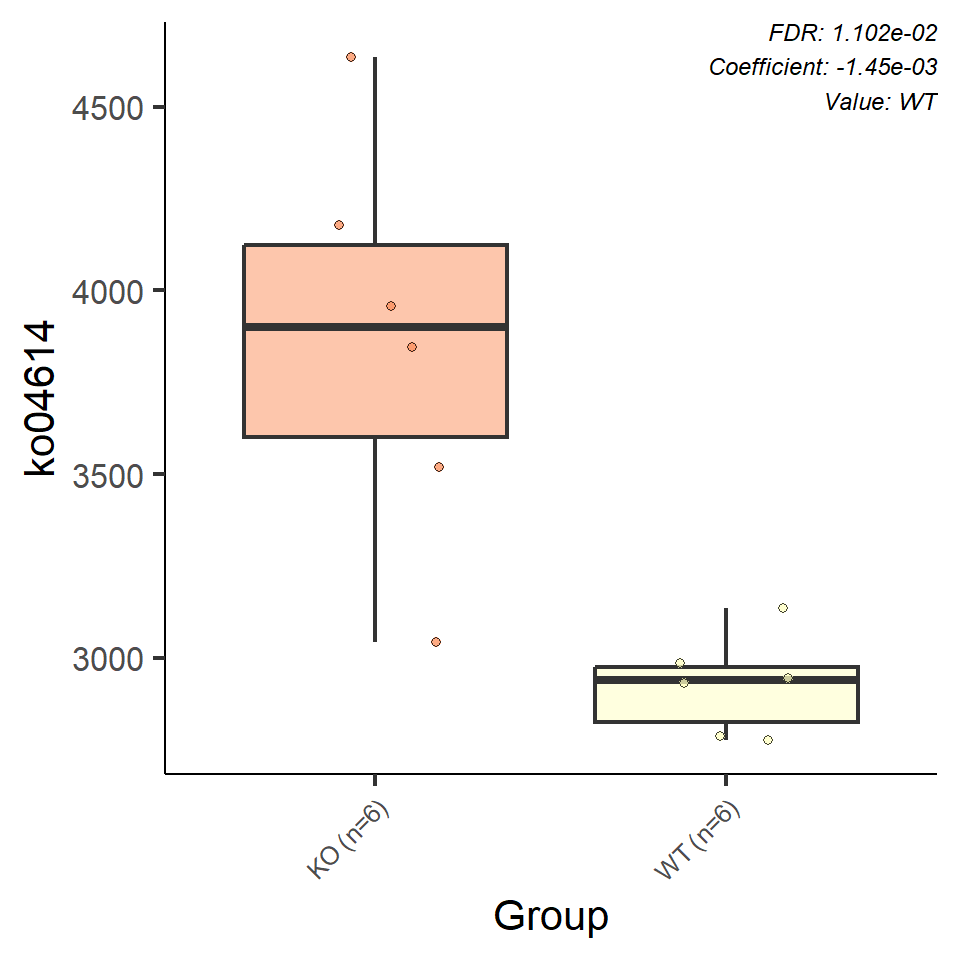 FDR: 1.102e-02
Coefficient: -1.45e-03
Value: WT
4500
4000
3500
3000
ko04614
KO (n=6)
WT (n=6)
Group